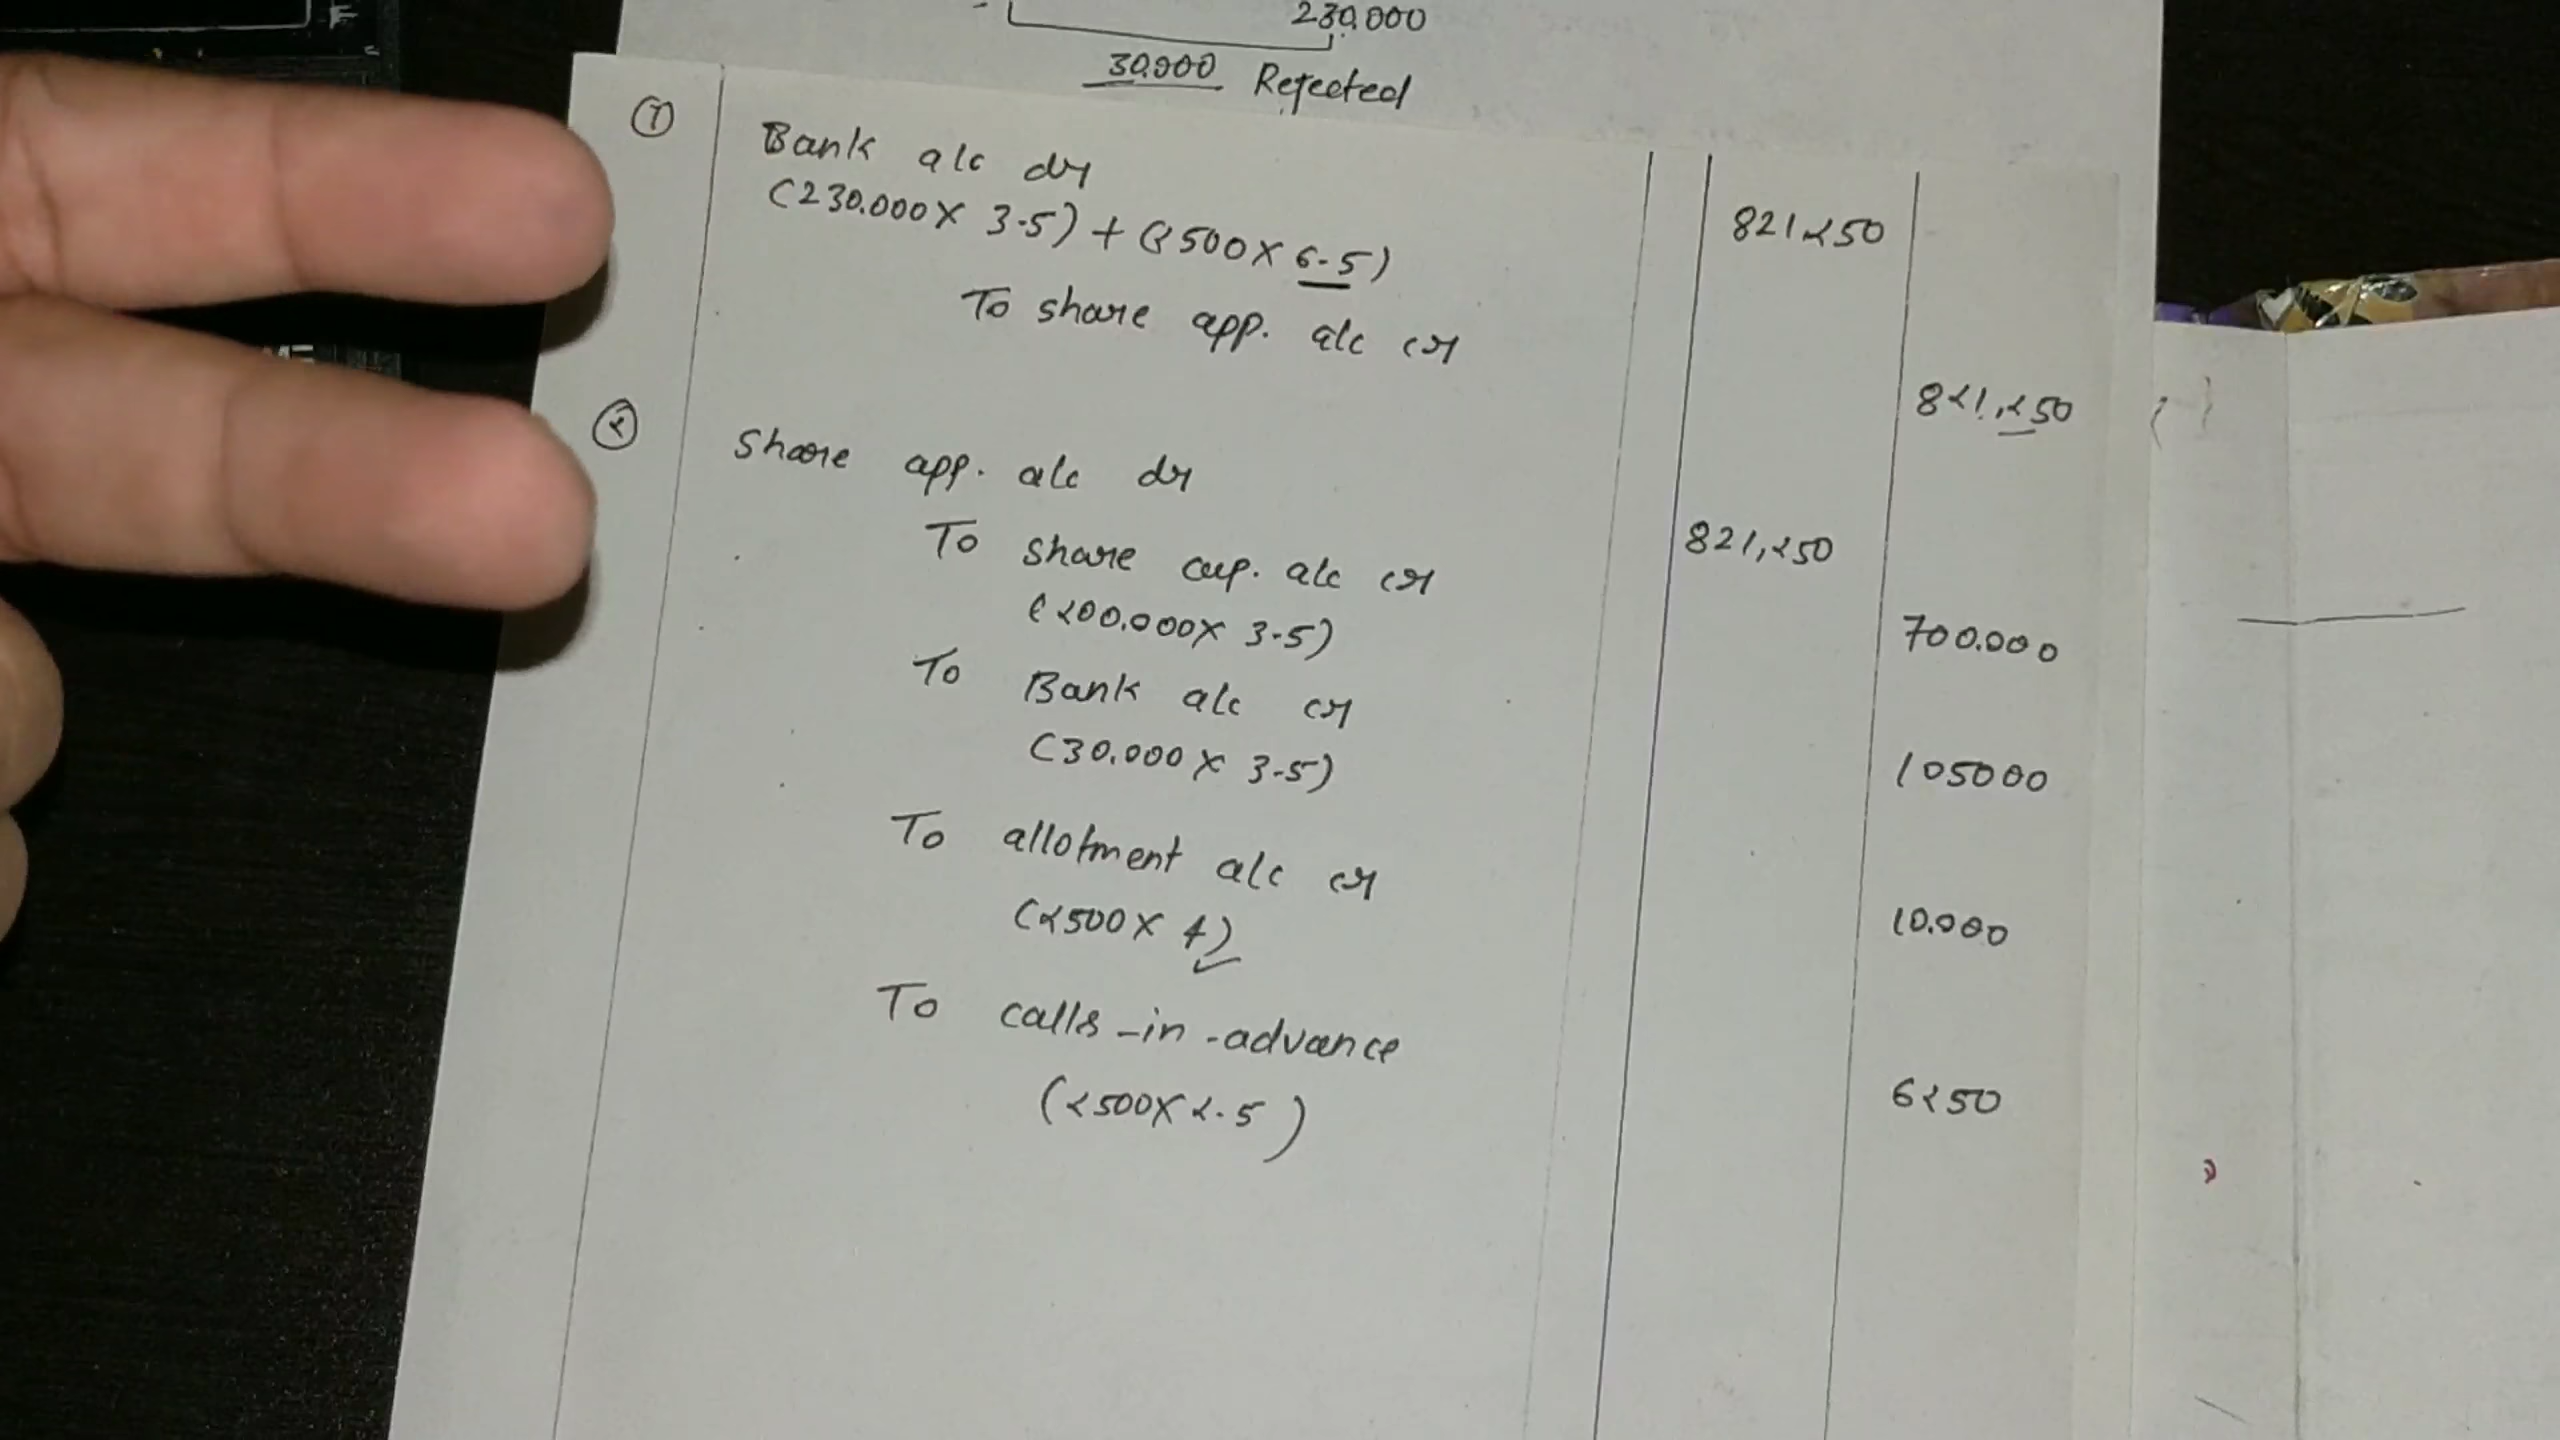 230.000
30.000 Rejected
① Bank a/c dr
(230.000 X 3.5) + (2500 X 6.5) 821250
To share app. a/c cr
821,250
② Share app. a/c dr
821,250
To share cap. a/c cr
(200.000 X 3.5) 700.000
To Bank a/c cr
(30.000 X 3.5) 105000
To allotment a/c cr
(2500 X 4) 10.000
To calls-in-advance
(2500 X 2.5) 6250